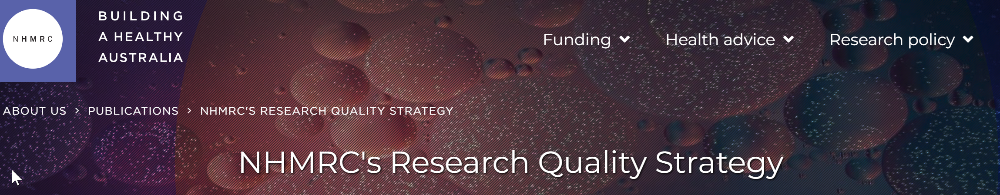 NHMRC
BUILDING
A HEALTHY
AUSTRALIA
Funding
Health advice
Research policy
ABOUT US > PUBLICATIONS > NHMRC'S RESEARCH QUALITY STRATEGY
NHMRC's Research Quality Strategy